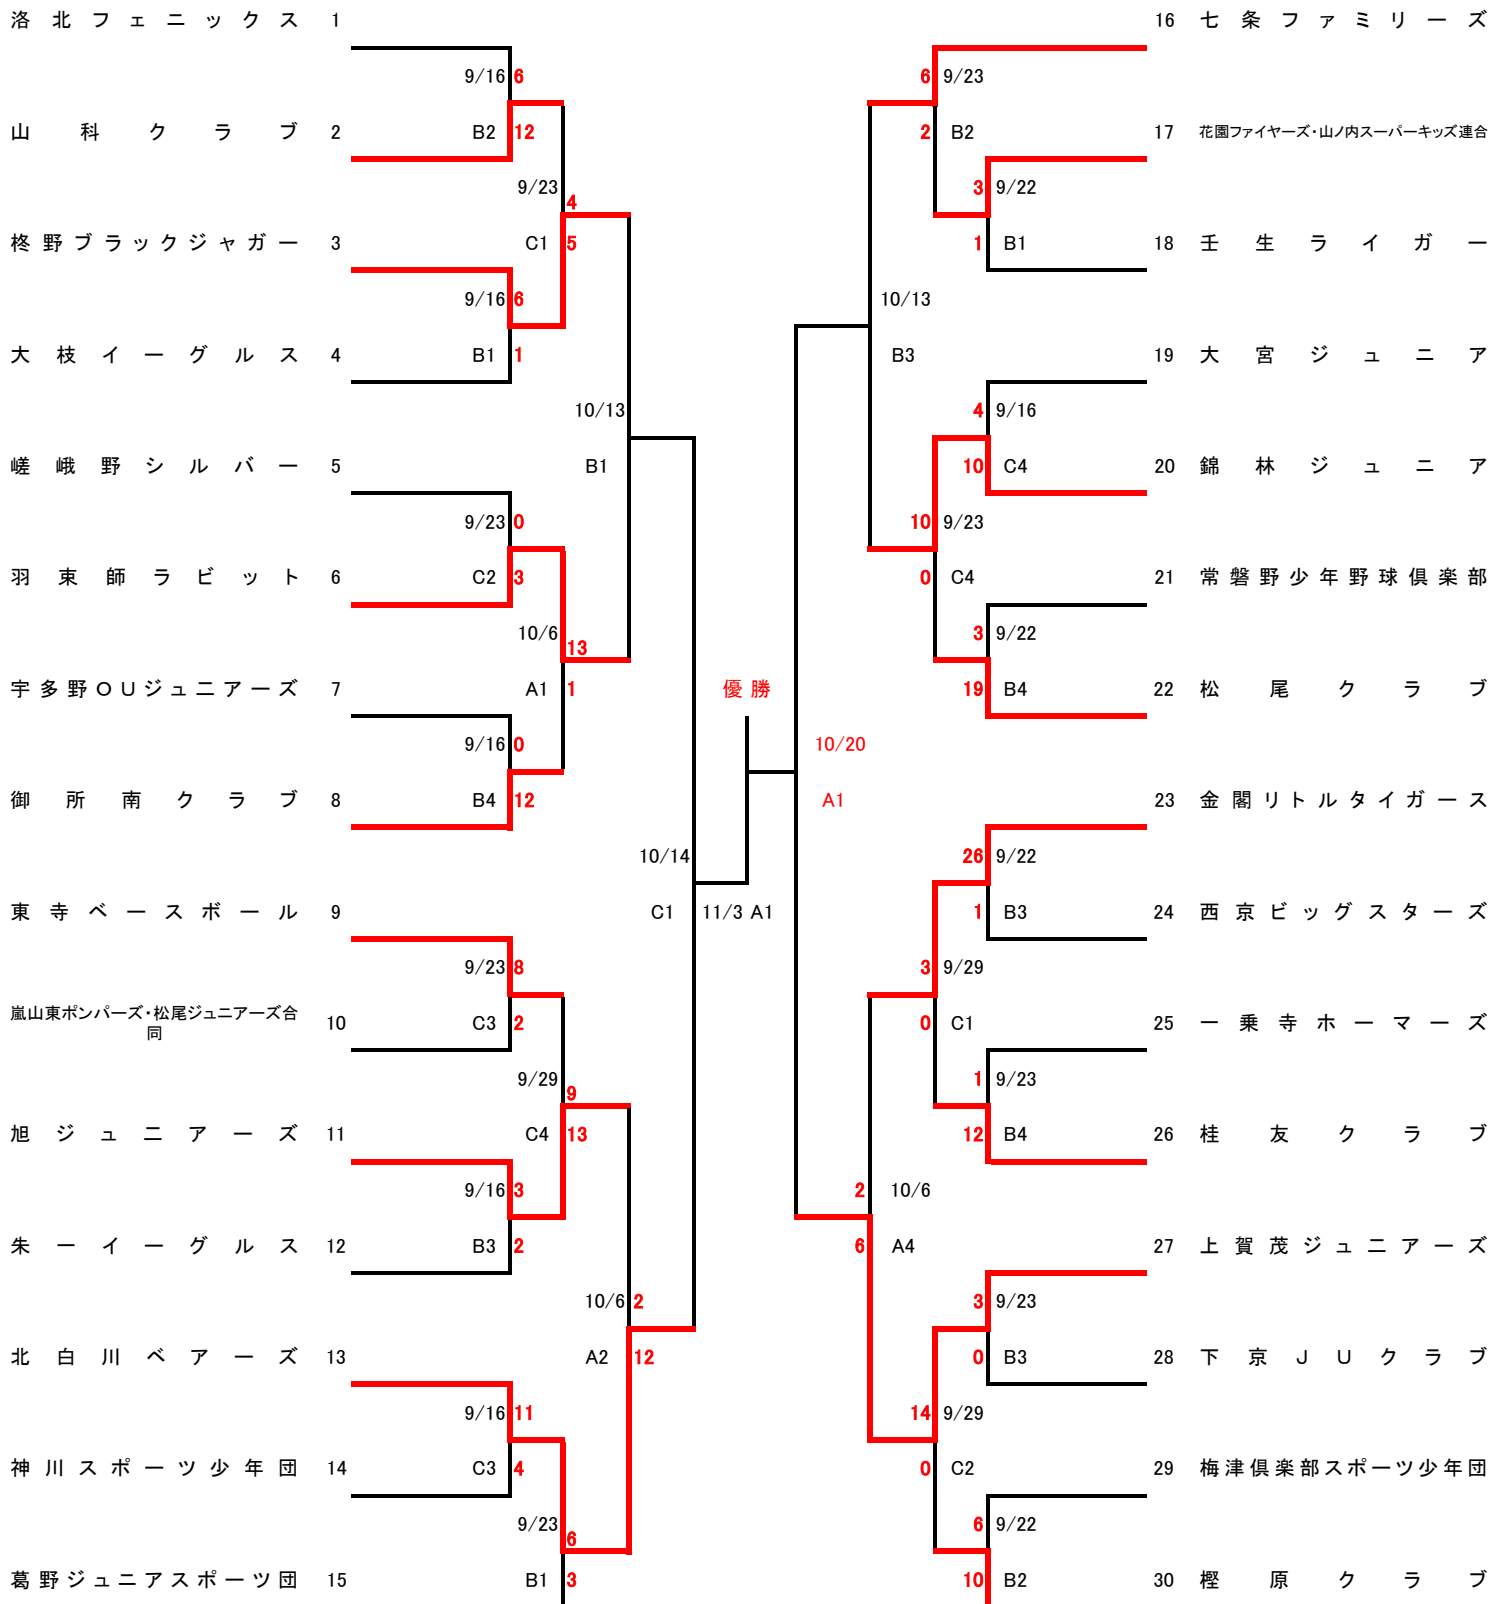 洛北フェニックス 1
9/16 6
山科クラブ 2 B2 12
9/23 4
柊野ブラックジャガー 3 C1 5
9/16 6
大枝イーグルス 4 B1 1
10/13
嵯峨野シルバー 5 B1
9/23 0
羽束師ラビット 6 C2 3
10/6 13
宇多野OUジュニアーズ 7 A1 1
9/16 0
御所南クラブ 8 B4 12
10/14
東寺ベースボール 9 C1
9/23 8
嵐山東ポンパーズ・松尾ジュニアーズ合
同
10 C3 2
9/29 9
旭ジュニアーズ 11 C4 13
9/16 3
朱一イーグルス 12 B3 2
10/6 2
北白川ベアーズ 13 A2 12
9/16 11
神川スポーツ少年団 14 C3 4
9/23 6
葛野ジュニアスポーツ団 15 B1 3
優勝
11/3 A1
10/20
A1
16 七条ファミリーズ
6 9/23
2 B2 17 花園ファイヤーズ・山ノ内スーパーキッズ連合
3 9/22
1 B1 18 壬生ライガー
10/13
B3 19 大宮ジュニア
4 9/16
10 C4 20 錦林ジュニア
10 9/23
0 C4 21 常磐野少年野球倶楽部
3 9/22
19 B4 22 松尾クラブ
23 金閣リトルタイガース
26 9/22
1 B3 24 西京ビッグスターズ
3 9/29
0 C1 25 一乗寺ホーマーズ
1 9/23
12 B4 26 桂友クラブ
2 10/6
6 A4 27 上賀茂ジュニアーズ
3 9/23
0 B3 28 下京JUクラブ
14 9/29
0 C2 29 梅津倶楽部スポーツ少年団
6 9/22
10 B2 30 樫原クラブ